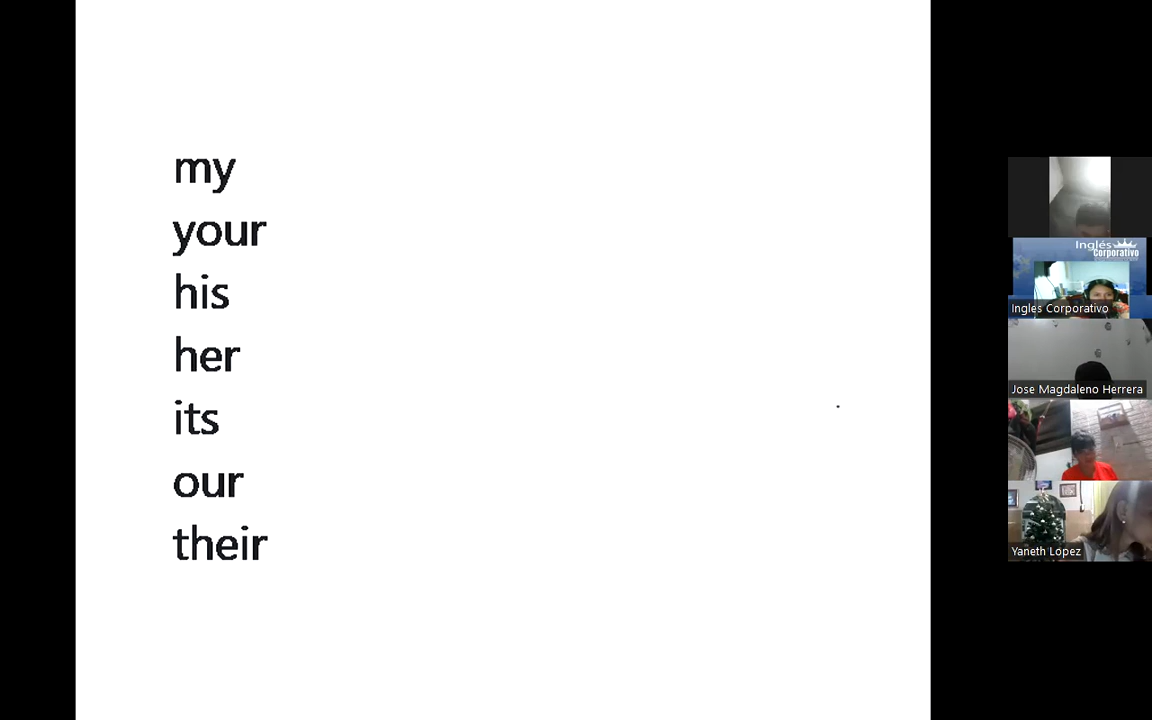 my
your
his
her
its
our
their
Inglés
Corporativo
Ingles Corporativo
Jose Magdaleno Herrera
Yaneth Lopez